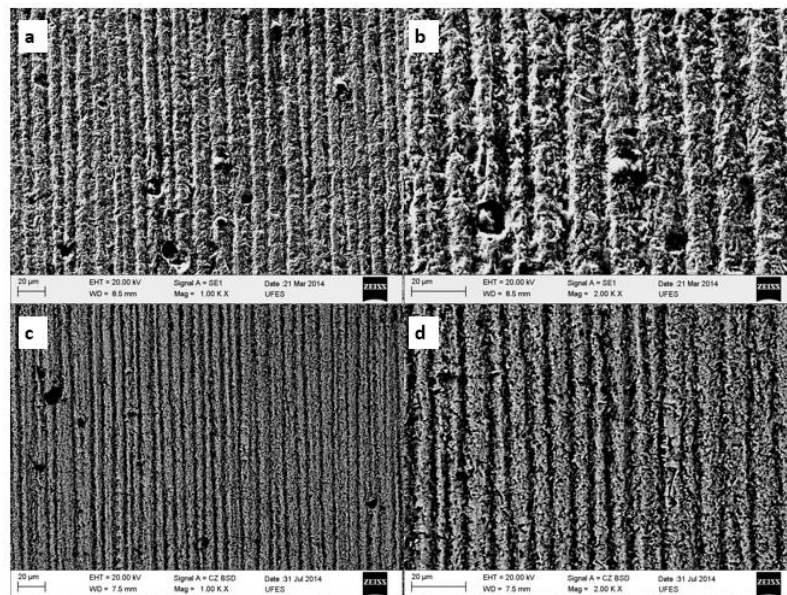 a
b
20 µm EHT = 20.00 kV Signal A = SE1 Date :21 Mar 2014
WD = 8.5 mm Mag = 1.00 K X UFES ZEISS
20 µm EHT = 20.00 kV Signal A = SE1 Date :21 Mar 2014
WD = 8.5 mm Mag = 2.00 K X UFES ZEISS
c
d
20 µm EHT = 20.00 kV Signal A = CZ BSD Date :31 Jul 2014
WD = 7.5 mm Mag = 1.00 K X UFES ZEISS
20 µm EHT = 20.00 kV Signal A = CZ BSD Date :31 Jul 2014
WD = 7.5 mm Mag = 2.00 K X UFES ZEISS